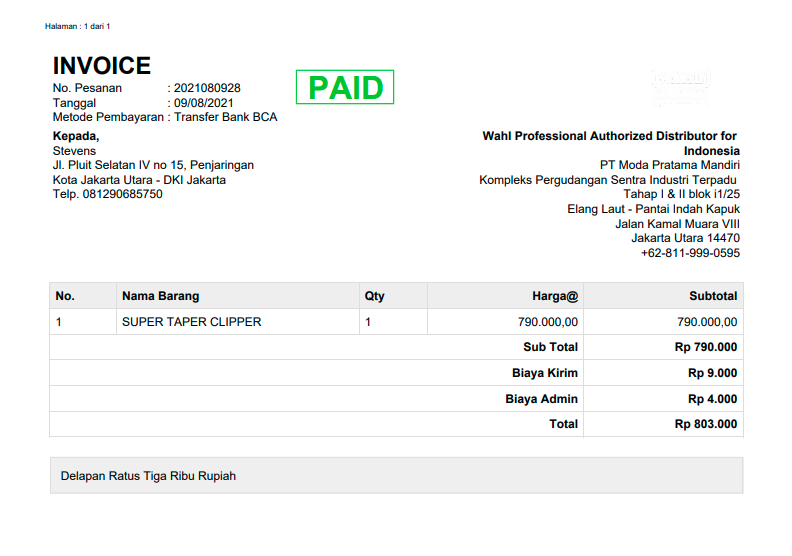 Halaman : 1 dari 1
INVOICE
No. Pesanan : 2021080928
Tanggal : 09/08/2021
Metode Pembayaran : Transfer Bank BCA
PAID
Kepada,
Stevens
Jl. Pluit Selatan IV no 15, Penjaringan
Kota Jakarta Utara - DKI Jakarta
Telp. 081290685750
Wahl Professional Authorized Distributor for
Indonesia
PT Moda Pratama Mandiri
Kompleks Pergudangan Sentra Industri Terpadu
Tahap I & II blok i1/25
Elang Laut - Pantai Indah Kapuk
Jalan Kamal Muara VIII
Jakarta Utara 14470
+62-811-999-0595
No. Nama Barang Qty Harga@ Subtotal
1 SUPER TAPER CLIPPER 1 790.000,00 790.000,00
Sub Total Rp 790.000
Biaya Kirim Rp 9.000
Biaya Admin Rp 4.000
Total Rp 803.000
Delapan Ratus Tiga Ribu Rupiah